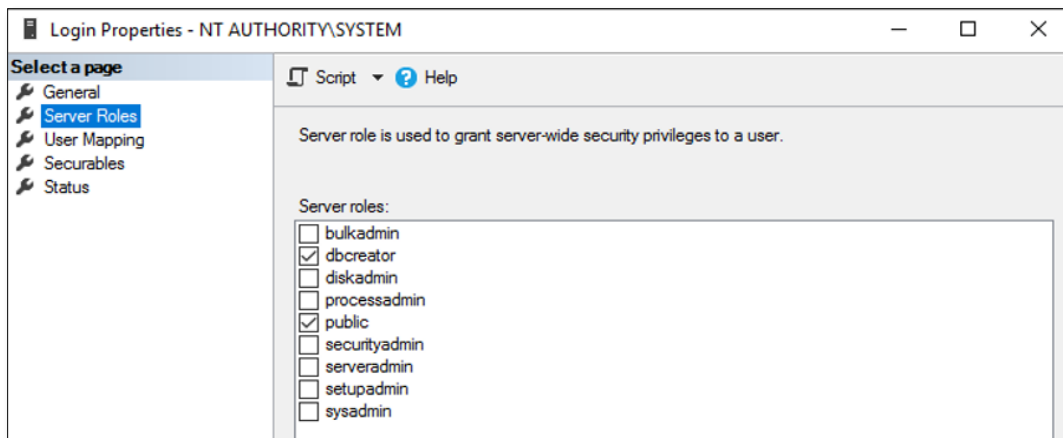 Login Properties - NT AUTHORITY\SYSTEM
Select a page
General
Server Roles
User Mapping
Securables
Status
Script
Help
Server role is used to grant server-wide security privileges to a user.
Server roles:
bulkadmin
dbcreator
diskadmin
processadmin
public
securityadmin
serveradmin
setupadmin
sysadmin